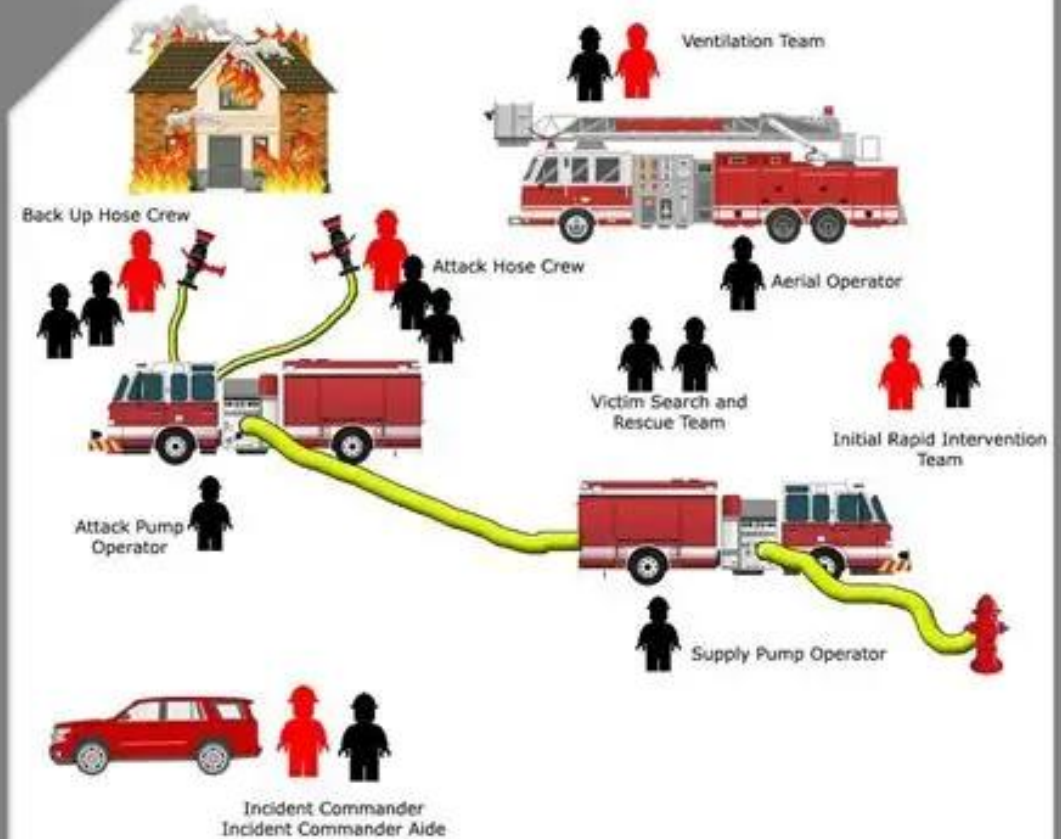 Ventilation Team
Back Up Hose Crew
Attack Hose Crew
Aerial Operator
Victim Search and
Rescue Team
Initial Rapid Intervention
Team
Attack Pump
Operator
Supply Pump Operator
Incident Commander
Incident Commander Aide